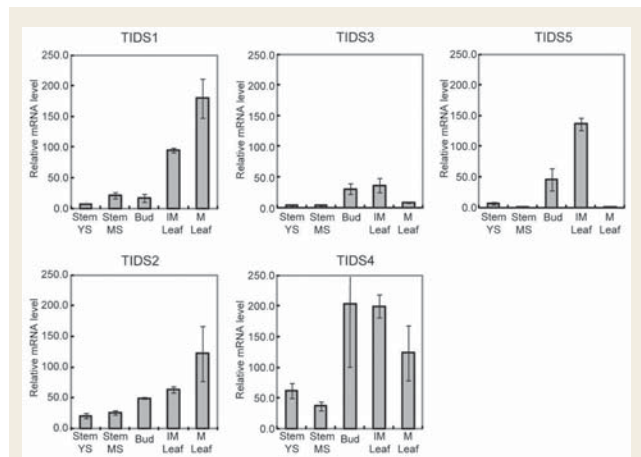 TIDS1
Relative mRNA level
250.0
200.0
150.0
100.0
50.0
0.0
Stem YS
Stem MS
Bud
IM Leaf
M Leaf
TIDS3
Relative mRNA level
250.0
200.0
150.0
100.0
50.0
0.0
Stem YS
Stem MS
Bud
IM Leaf
M Leaf
TIDS5
Relative mRNA level
250.0
200.0
150.0
100.0
50.0
0.0
Stem YS
Stem MS
Bud
IM Leaf
M Leaf
TIDS2
Relative mRNA level
250.0
200.0
150.0
100.0
50.0
0.0
Stem YS
Stem MS
Bud
IM Leaf
M Leaf
TIDS4
Relative mRNA level
250.0
200.0
150.0
100.0
50.0
0.0
Stem YS
Stem MS
Bud
IM Leaf
M Leaf